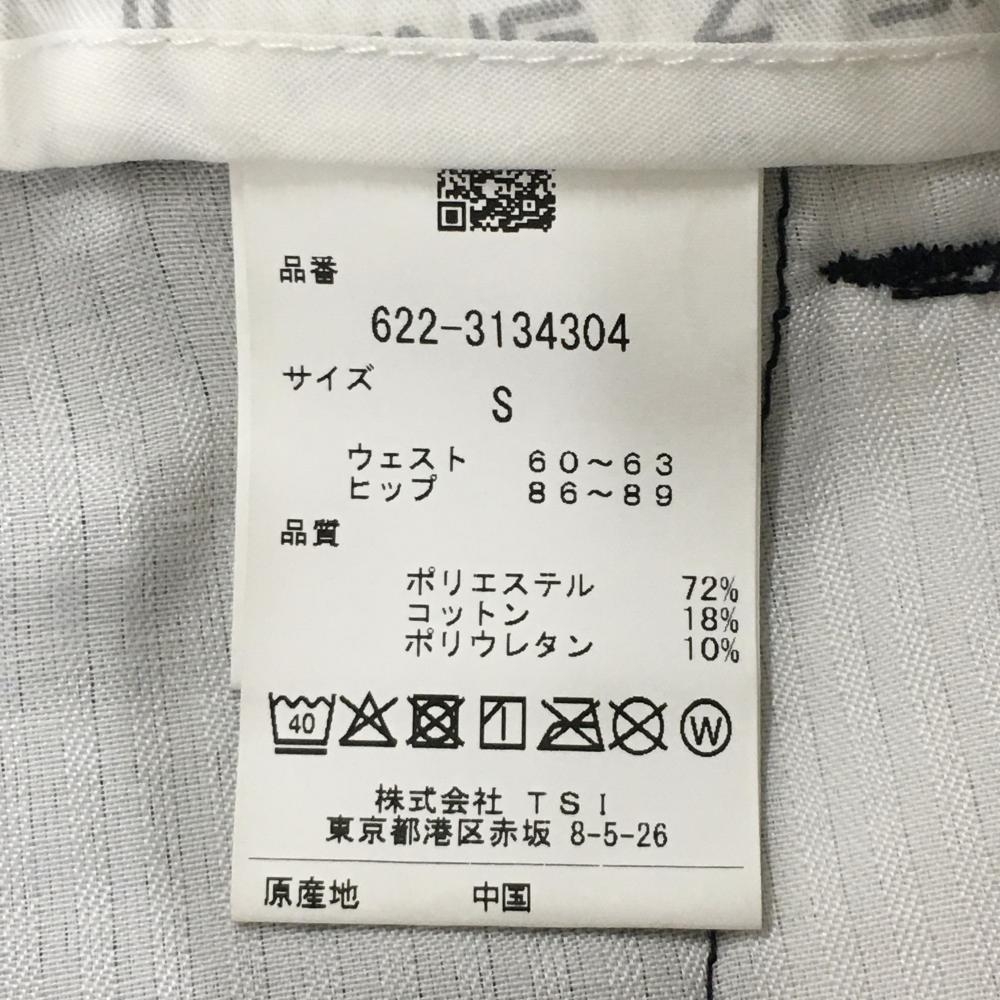 品番
622-3134304
サイズ
S
ウェスト 60～63
ヒップ 86～89
品質
ポリエステル 72%
コットン 18%
ポリウレタン 10%
40
W
株式会社 TSI
東京都港区赤坂 8-5-26
原産地 中国